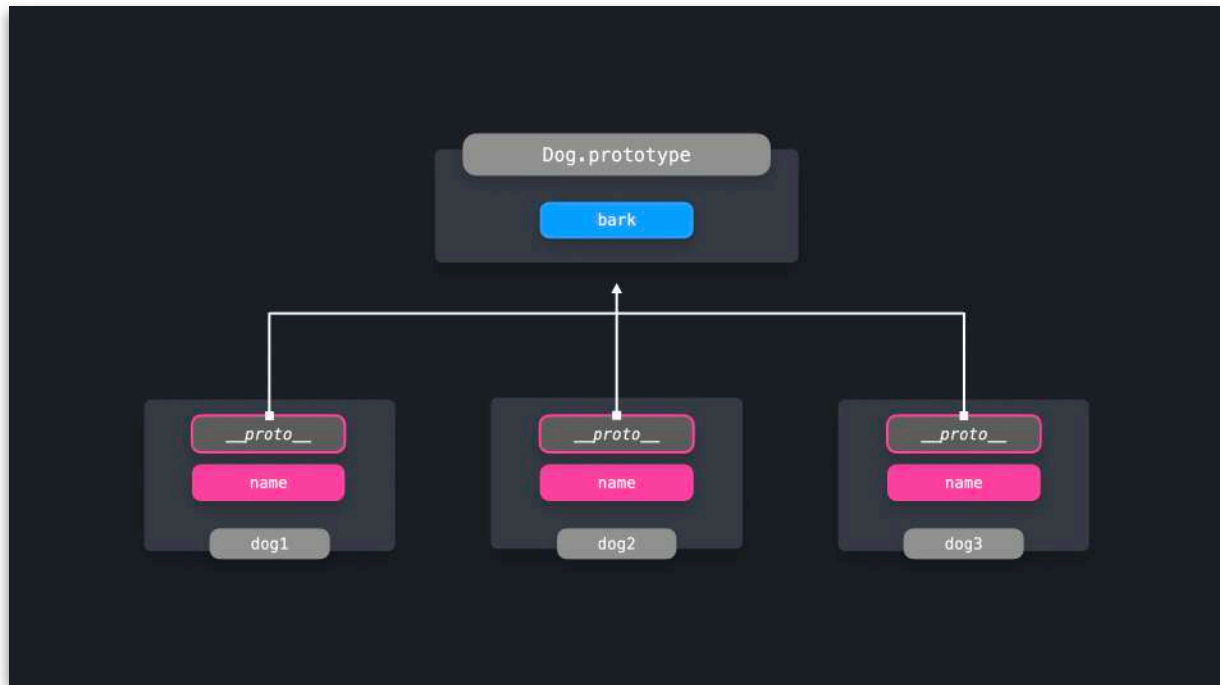 Dog.prototype
bark
__proto__
name
dog1
__proto__
name
dog2
__proto__
name
dog3